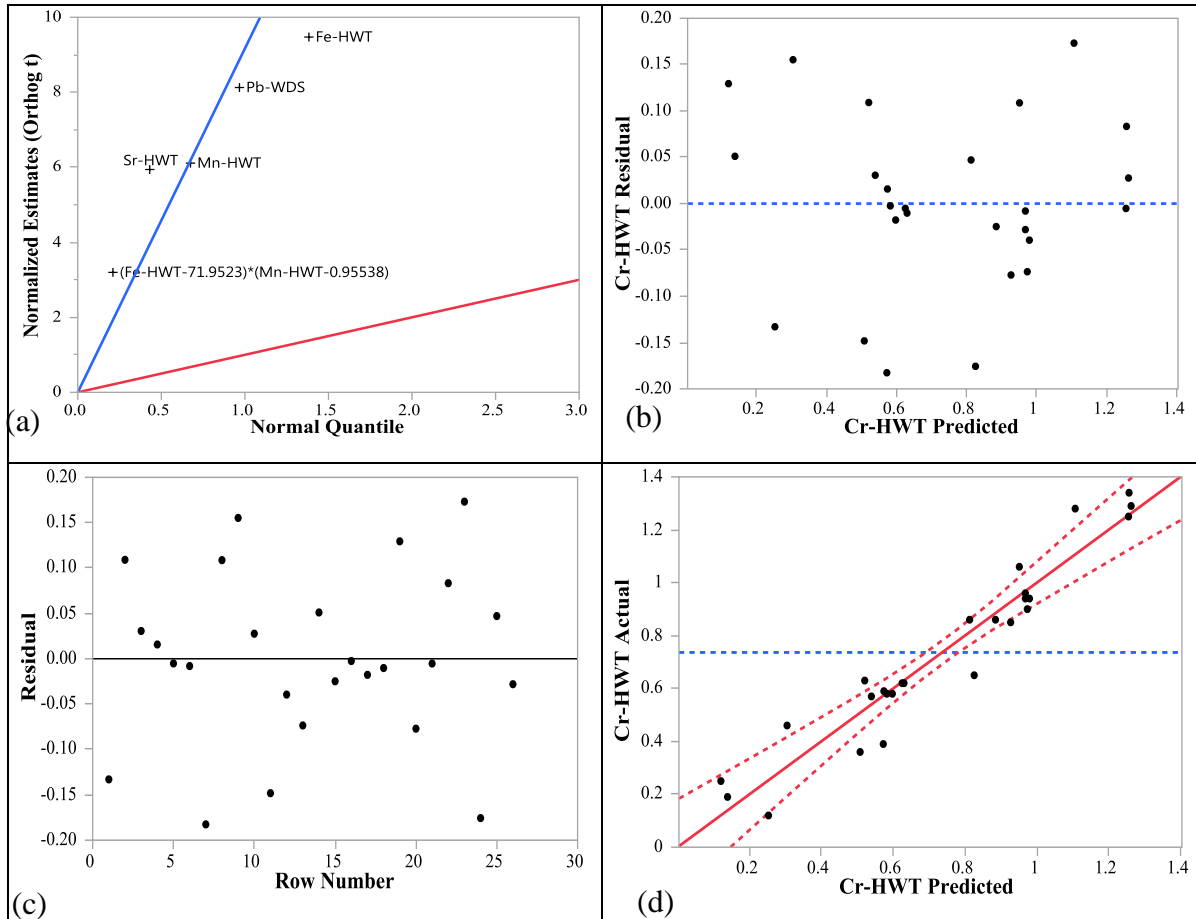 10
8
6
4
2
0
Normalized Estimates (Orthog t)
+Fe-HWT
+Pb-WDS
Sr-HWT
+
+Mn-HWT
+(Fe-HWT-71.9523)*(Mn-HWT-0.95538)
0.0 0.5 1.0 1.5 2.0 2.5 3.0
Normal Quantile
(a)
0.20
0.15
0.10
0.05
0.00
-0.05
-0.10
-0.15
-0.20
Cr-HWT Residual
0.2 0.4 0.6 0.8 1 1.2 1.4
Cr-HWT Predicted
(b)
0.20
0.15
0.10
0.05
0.00
-0.05
-0.10
-0.15
-0.20
Residual
0 5 10 15 20 25 30
Row Number
(c)
1.4
1.2
1
0.8
0.6
0.4
0.2
0
Cr-HWT Actual
0.2 0.4 0.6 0.8 1 1.2 1.4
Cr-HWT Predicted
(d)